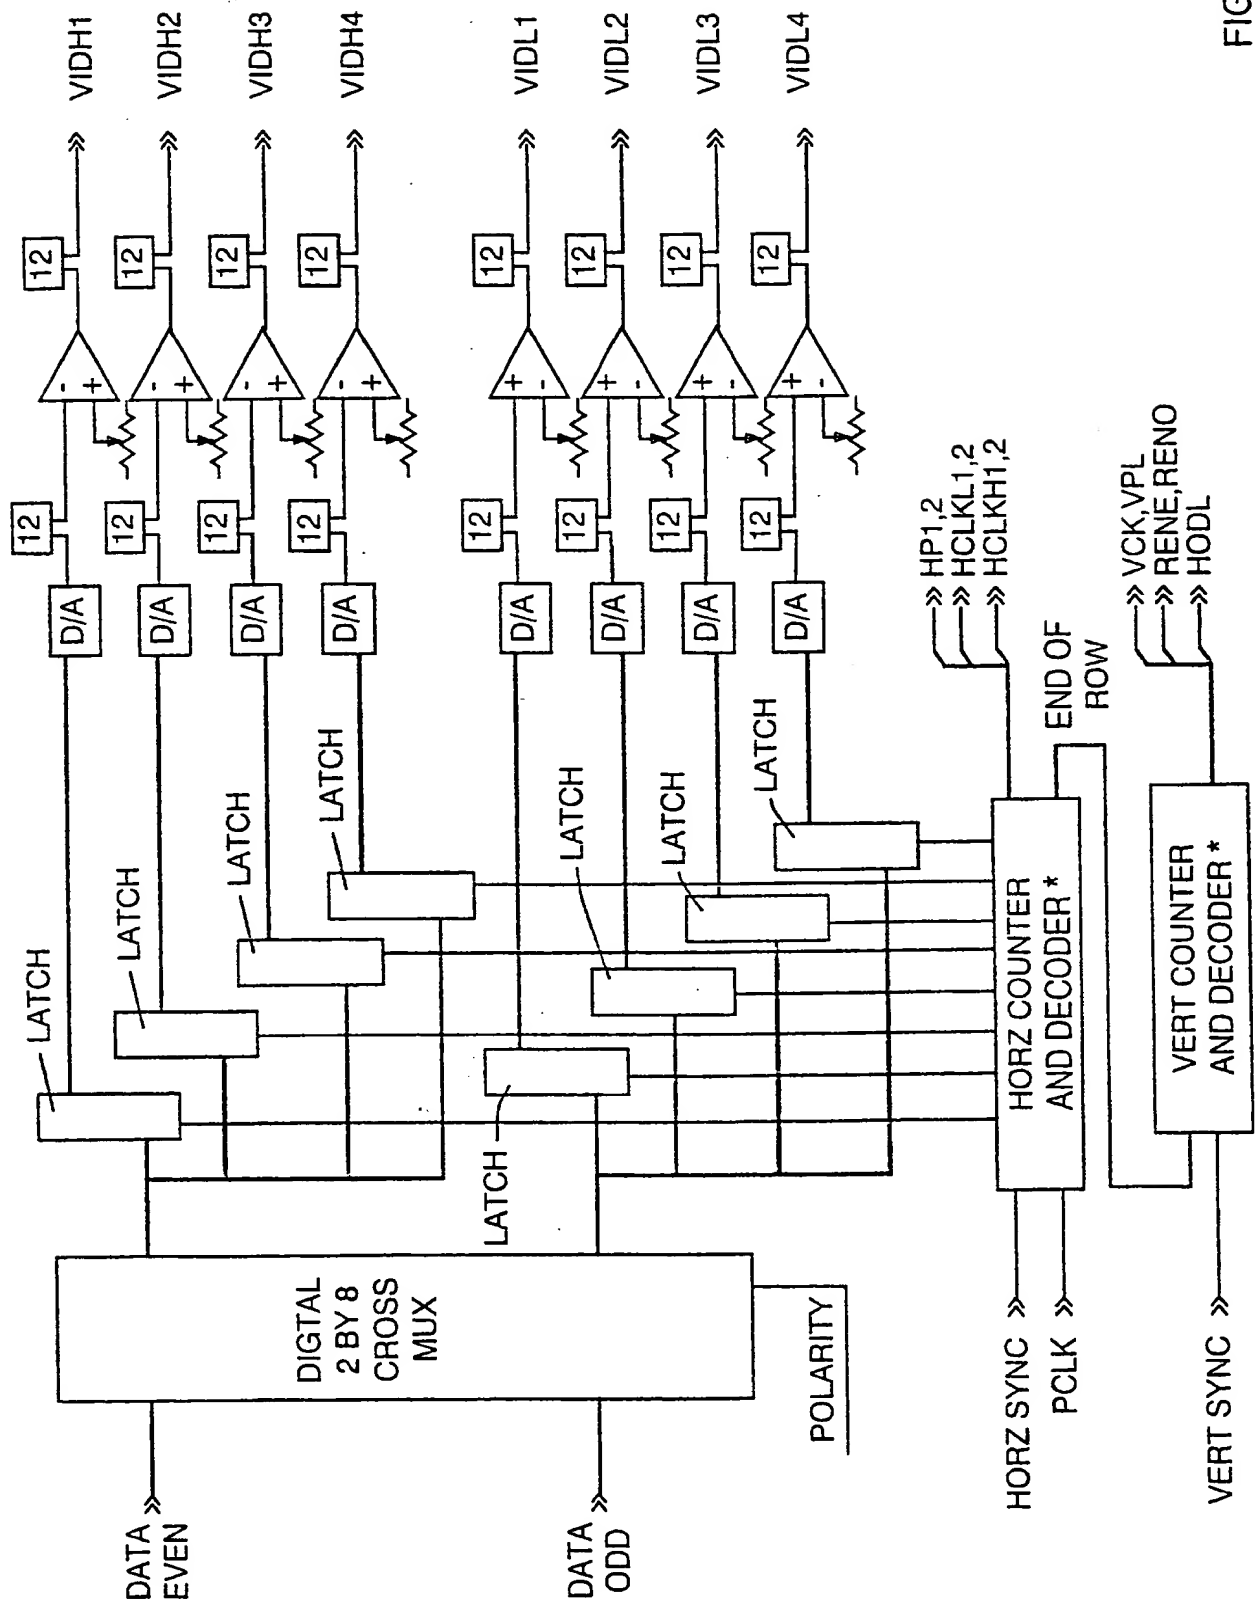 DATA
EVEN
DATA
ODD
DIGTAL
2 BY 8
CROSS
MUX
POLARITY
LATCH
LATCH
LATCH
LATCH
LATCH
LATCH
LATCH
LATCH
D/A
D/A
D/A
D/A
D/A
D/A
D/A
D/A
12
12
12
12
12
12
12
12
- +
- +
- +
- +
+ -
+ -
+ -
+ -
12
12
12
12
12
12
12
12
VIDH1
VIDH2
VIDH3
VIDH4
VIDL1
VIDL2
VIDL3
VIDL4
HORZ SYNC
PCLK
HORZ COUNTER
AND DECODER*
HP1,2
HCLKL1,2
HCLKH1,2
END OF
ROW
VERT SYNC
VERT COUNTER
AND DECODER*
VCK,VPL
RENE,RENO
HODL
FIG